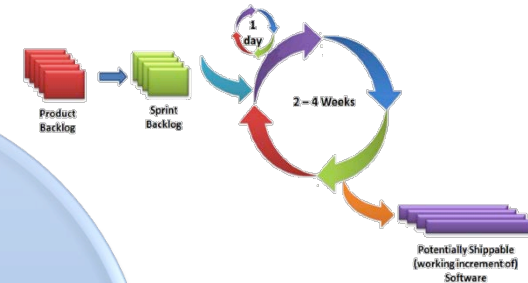 1
day
2 – 4 Weeks
Product
Backlog
Sprint
Backlog
Potentially Shippable
(working increment of)
Software